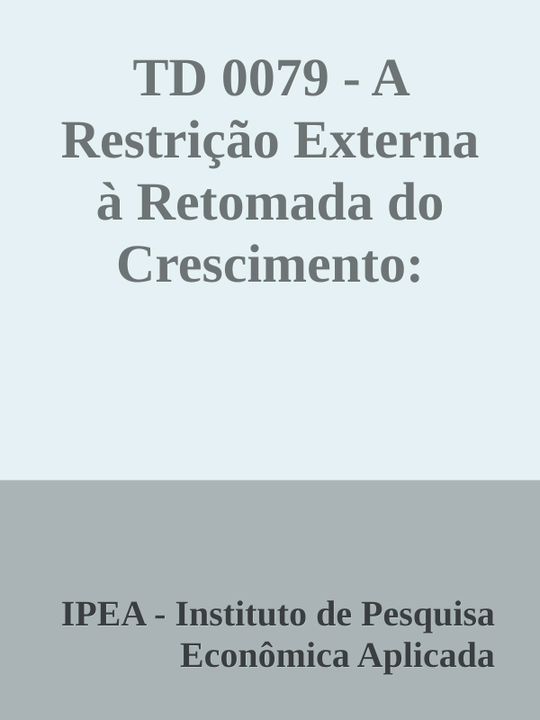 TD 0079 - A
Restrição Externa
à Retomada do
Crescimento:
IPEA - Instituto de Pesquisa
Econômica Aplicada